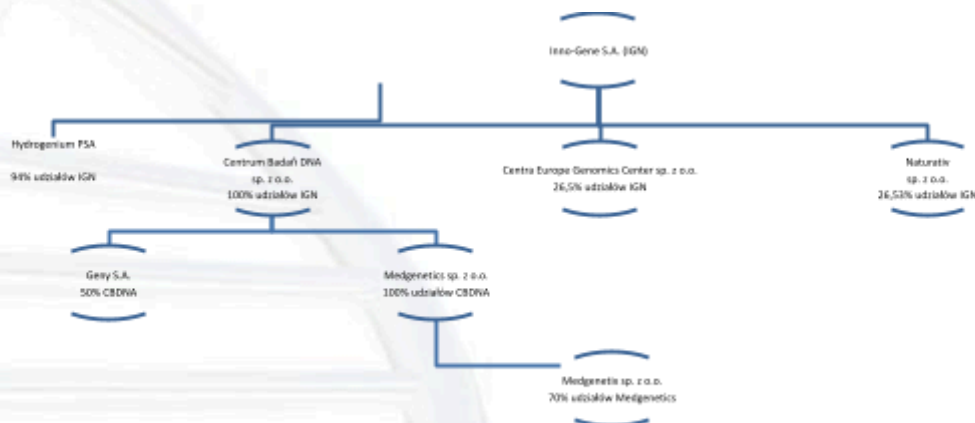 Inno-Gene S.A. (IGN)
Hydrogenium PSA
94% udziałów IGN
Centrum Badań DNA
sp. z o.o.
100% udziałów IGN
Centra Europe Genomics Center sp. z o.o.
26,5% udziałów IGN
Naturativ
sp. z o.o.
26,53% udziałów IGN
Geny S.A.
50% CBDNA
Medgenetics sp. z o.o.
100% udziałów CBDNA
Medgenetix sp. z o.o.
70% udziałów Medgenetics